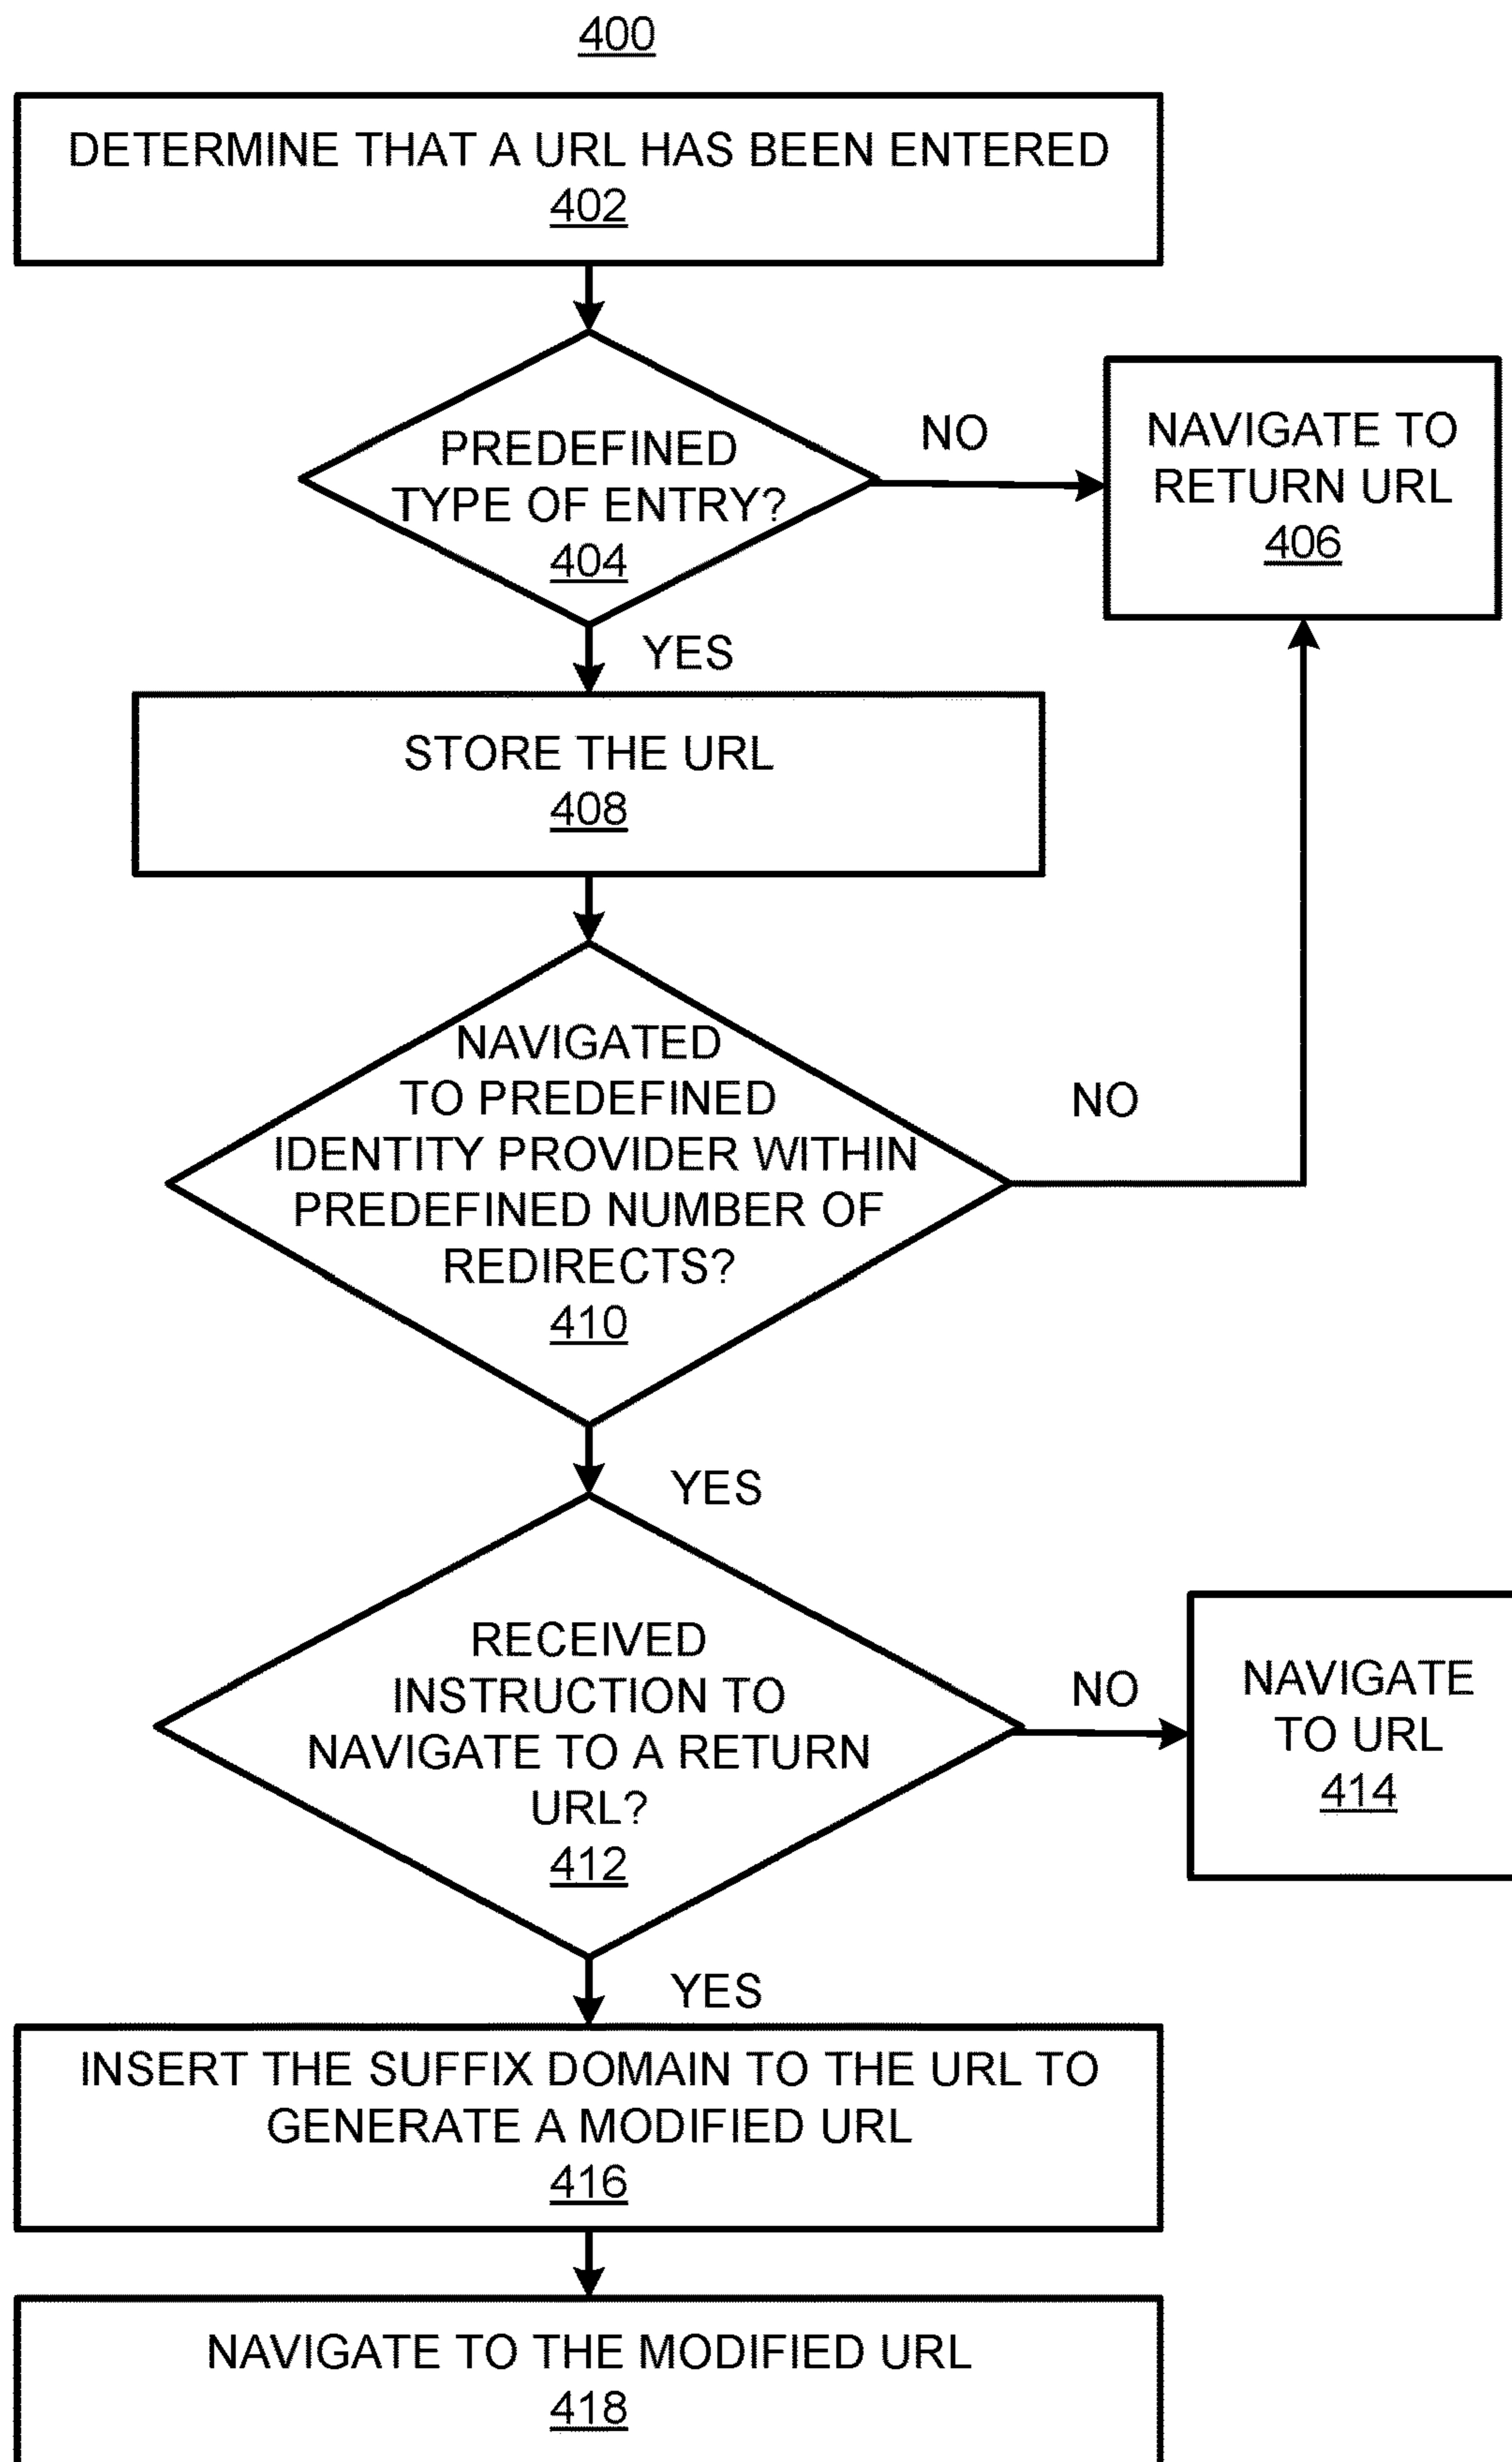 400
DETERMINE THAT A URL HAS BEEN ENTERED
402
PREDEFINED
TYPE OF ENTRY?
404
NO
NAVIGATE TO
RETURN URL
406
YES
STORE THE URL
408
NAVIGATED
TO PREDEFINED
IDENTITY PROVIDER WITHIN
PREDEFINED NUMBER OF
REDIRECTS?
410
NO
YES
RECEIVED
INSTRUCTION TO
NAVIGATE TO A RETURN
URL?
412
NO
NAVIGATE
TO URL
414
YES
INSERT THE SUFFIX DOMAIN TO THE URL TO
GENERATE A MODIFIED URL
416
NAVIGATE TO THE MODIFIED URL
418